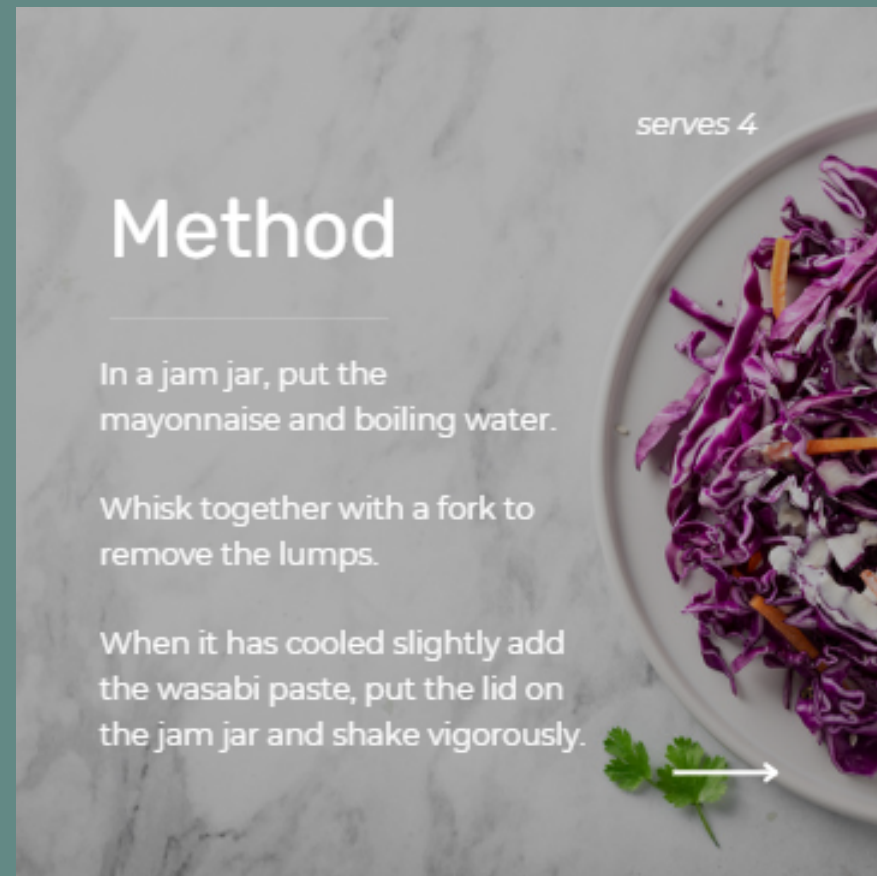 serves 4
Method
In a jam jar, put the
mayonnaise and boiling water.
Whisk together with a fork to
remove the lumps.
When it has cooled slightly add
the wasabi paste, put the lid on
the jam jar and shake vigorously.